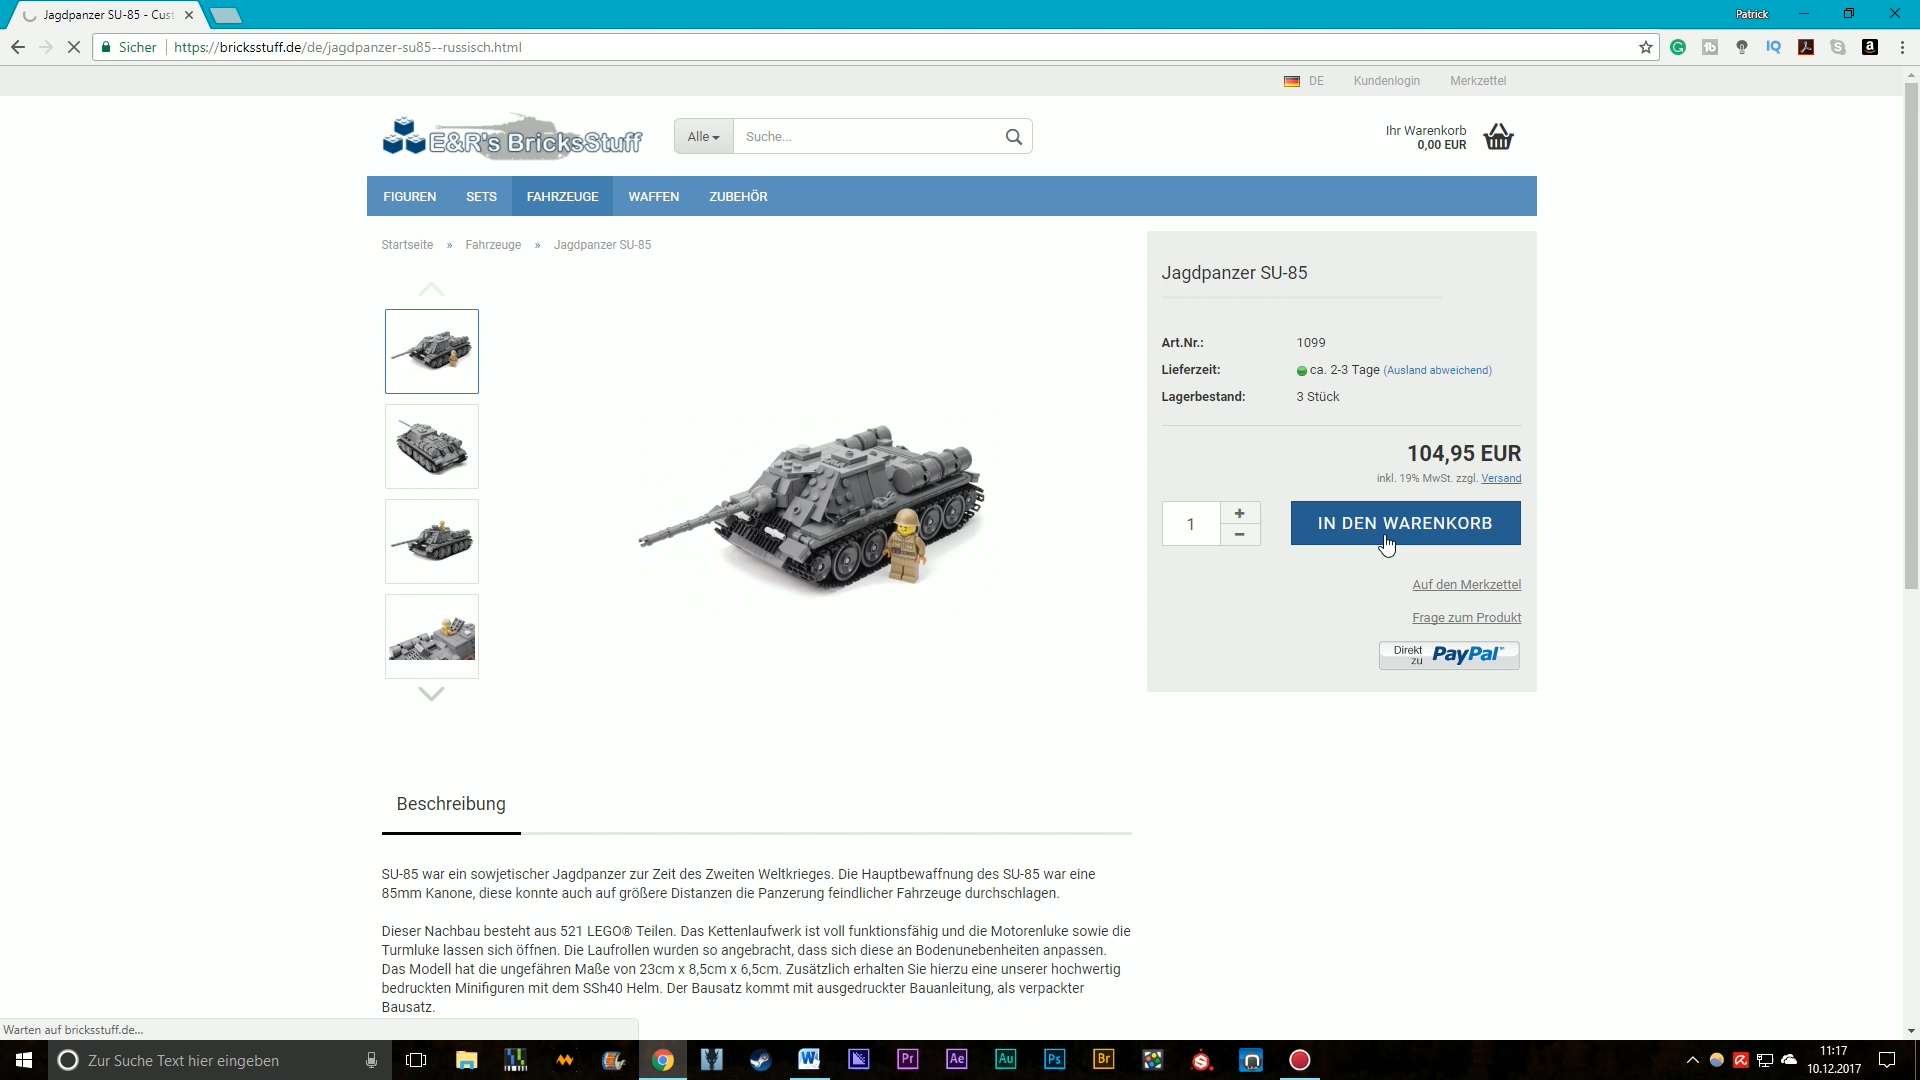 Jagdpanzer SU-85 - Cust
Patrick
Sicher
https://bricksstuff.de/de/jagdpanzer-su85--russisch.html
DE
Kundenlogin
Merkzettel
E&R's BricksStuff
Alle
Suche...
Ihr Warenkorb
0,00 EUR
FIGUREN
SETS
FAHRZEUGE
WAFFEN
ZUBEHÖR
Startseite » Fahrzeuge » Jagdpanzer SU-85
Jagdpanzer SU-85
Art.Nr.: 1099
Lieferzeit: ca. 2-3 Tage (Ausland abweichend)
Lagerbestand: 3 Stück
104,95 EUR
inkl. 19% MwSt. zzgl. Versand
1
+
-
IN DEN WARENKORB
Auf den Merkzettel
Frage zum Produkt
Direkt
zu
PayPal
Beschreibung
SU-85 war ein sowjetischer Jagdpanzer zur Zeit des Zweiten Weltkrieges. Die Hauptbewaffnung des SU-85 war eine
85mm Kanone, diese konnte auch auf größere Distanzen die Panzerung feindlicher Fahrzeuge durchschlagen.
Dieser Nachbau besteht aus 521 LEGO® Teilen. Das Kettenlaufwerk ist voll funktionsfähig und die Motorenluke sowie die
Turmluke lassen sich öffnen. Die Laufrollen wurden so angebracht, dass sich diese an Bodenunebenheiten anpassen.
Das Modell hat die ungefähren Maße von 23cm x 8,5cm x 6,5cm. Zusätzlich erhalten Sie hierzu eine unserer hochwertig
bedruckten Minifiguren mit dem SSh40 Helm. Der Bausatz kommt mit ausgedruckter Bauanleitung, als verpackter
Bausatz.
Warten auf bricksstuff.de...
Zur Suche Text hier eingeben
Pr
Ae
Au
Ps
Br
11:17
10.12.2017